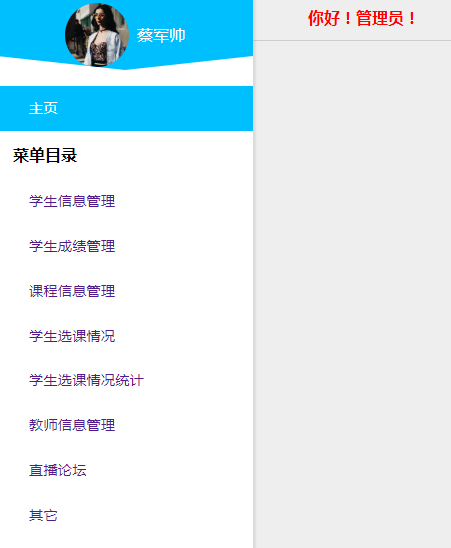 蔡军帅
你好！管理员！
主页
菜单目录
学生信息管理
学生成绩管理
课程信息管理
学生选课情况
学生选课情况统计
教师信息管理
直播论坛
其它